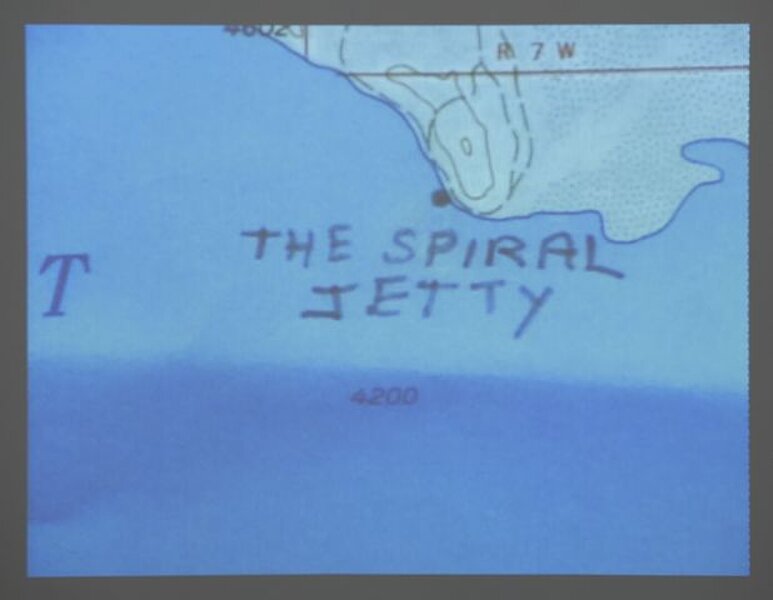 R 7 W
THE SPIRAL
JETTY
T
4200